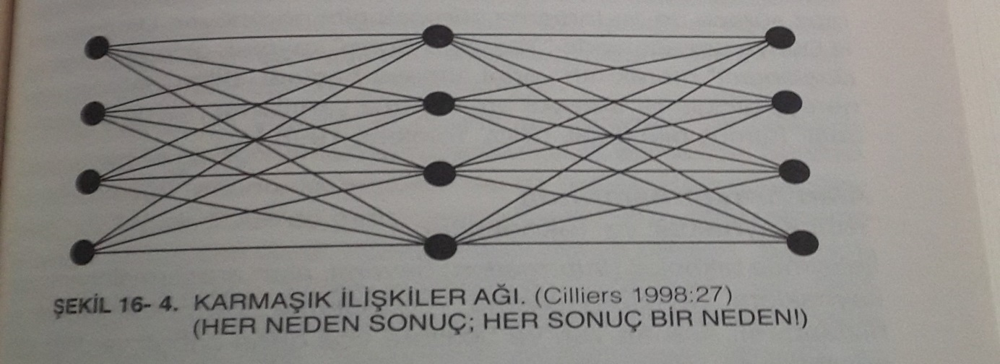 ŞEKİL 16- 4. KARMAŞIK İLİŞKİLER AĞI. (Cilliers 1998:27)
(HER NEDEN SONUÇ; HER SONUÇ BİR NEDEN!)